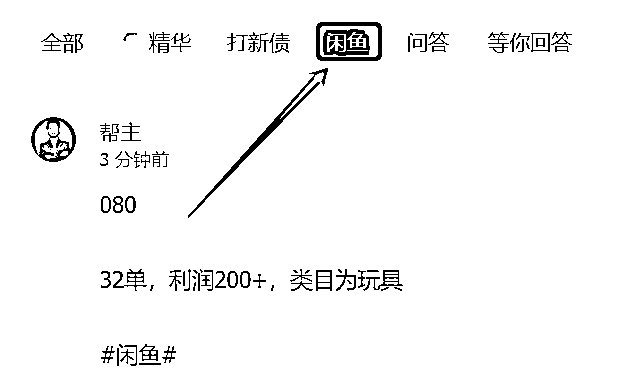 全部 精华 打新债 闲鱼 问答 等你回答
帮主
3 分钟前
080
32单，利润200+，类目为玩具
#闲鱼#